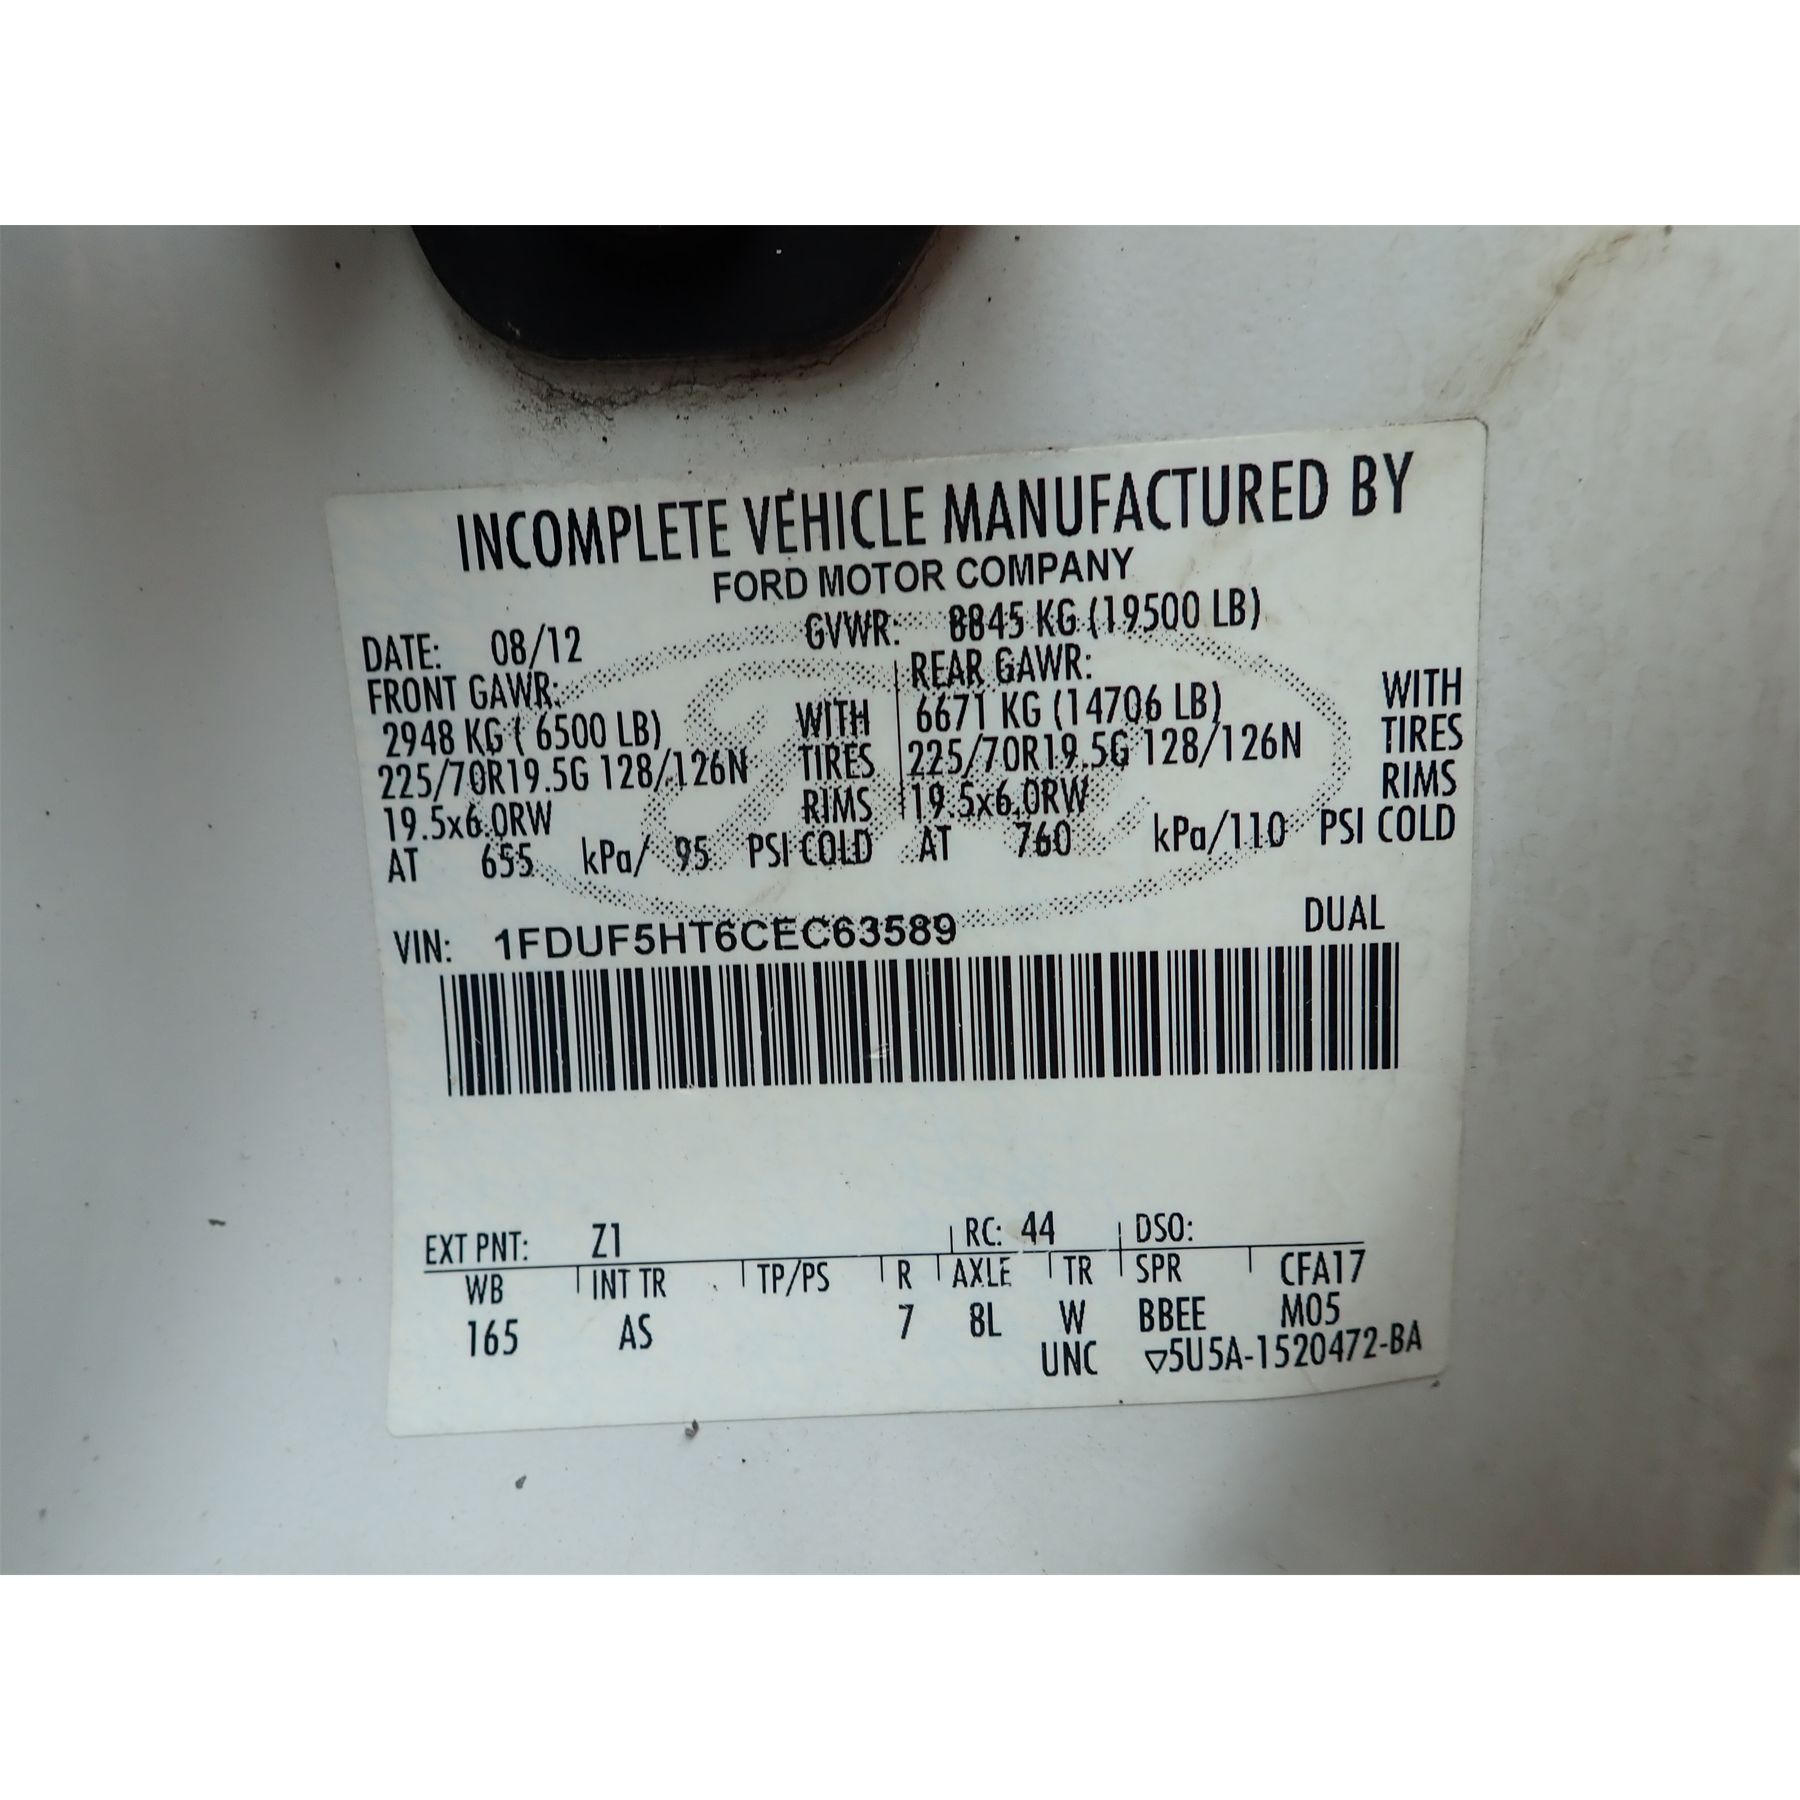 INCOMPLETE VEHICLE MANUFACTURED BY
FORD MOTOR COMPANY
DATE: 08/12 GVWR: 8845 KG (19500 LB)
FRONT GAWR: REAR GAWR:
2948 KG ( 6500 LB) WITH 6671 KG (14706 LB) WITH
225/70R19.5G 128/126N TIRES 225/70R19.5G 128/126N TIRES
19.5x6.0RW RIMS 19.5x6.0RW RIMS
AT 655 kPa/ 95 PSI COLD AT 760 kPa/110 PSI COLD
VIN: 1FDUF5HT6CEC63589 DUAL
EXT PNT: Z1 RC: 44 DSO:
WB INT TR TP/PS R AXLE TR SPR CFA17
165 AS 7 8L W BBEE M05
UNC ▽5U5A-1520472-BA